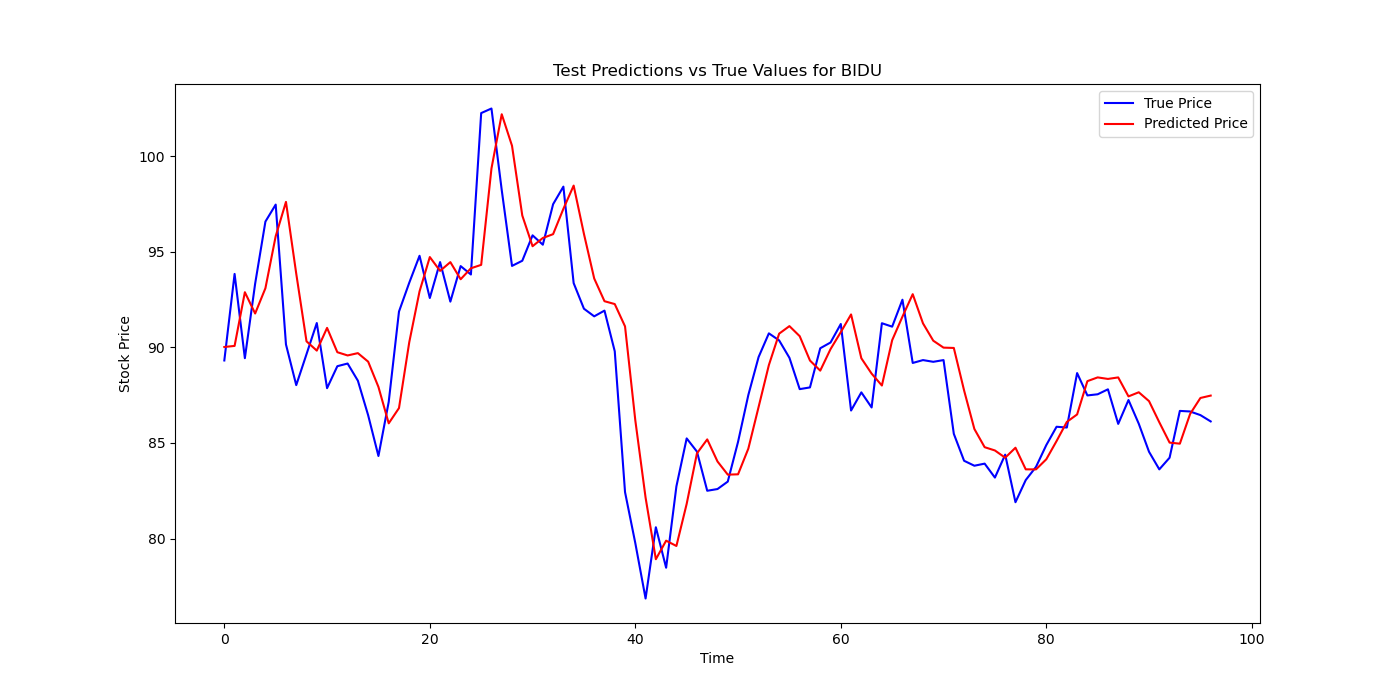 Test Predictions vs True Values for BIDU
True Price
Predicted Price
Stock Price
100
95
90
85
80
0 20 40 60 80 100
Time